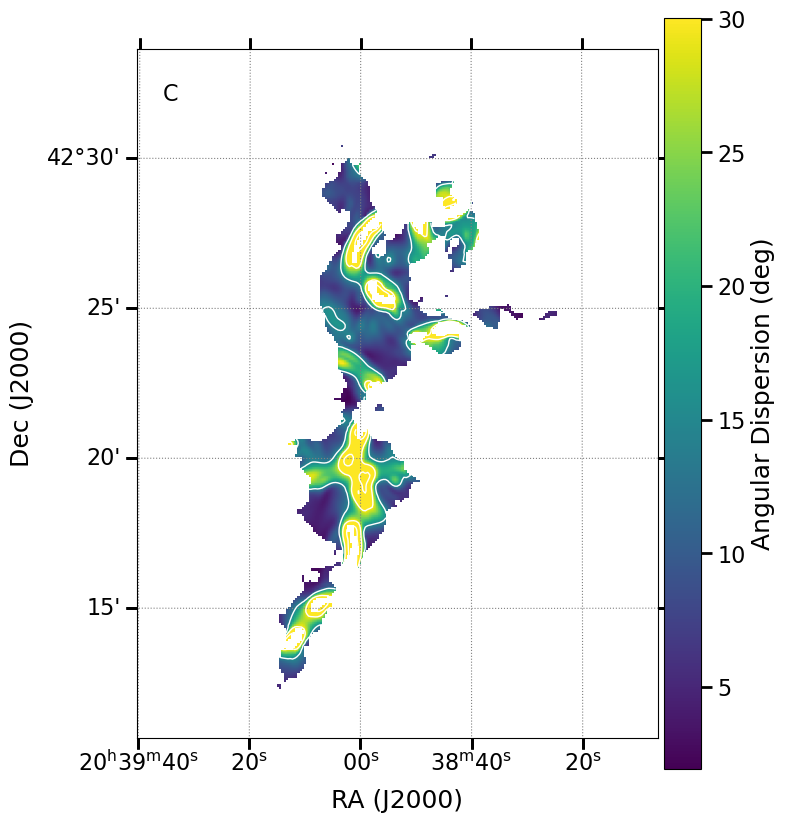 C
42°30'
25'
20'
15'
20ʰ39ᵐ40ˢ 20ˢ 00ˢ 38ᵐ40ˢ 20ˢ
RA (J2000)
Dec (J2000)
30
25
20
15
10
5
Angular Dispersion (deg)